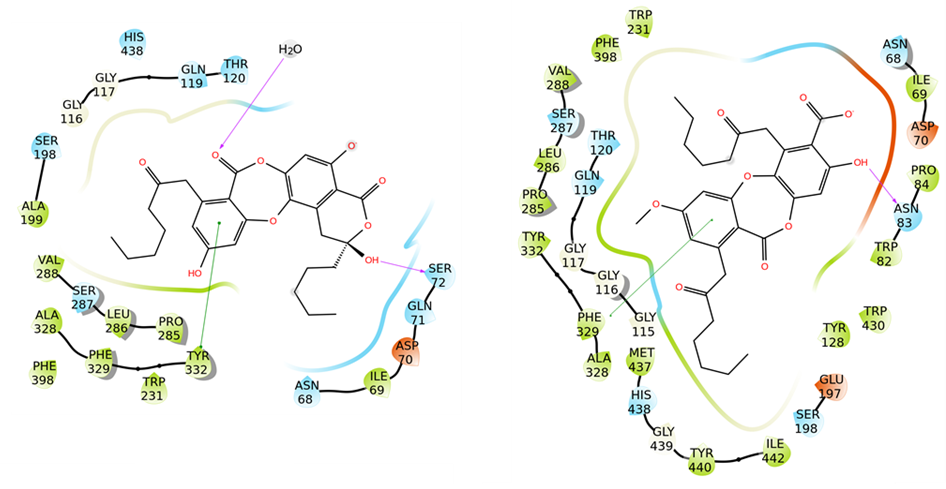 HIS
438
H2O
GLY
117
GLN
119
THR
120
GLY
116
SER
198
ALA
199
O
O
O
O
O⁻
O
O
OH
HO
SER
72
VAL
288
SER
287
LEU
286
PRO
285
GLN
71
ALA
328
PHE
329
TYR
332
ASP
70
PHE
398
TRP
231
ASN
68
ILE
69
TRP
231
PHE
398
VAL
288
SER
287
THR
120
LEU
286
GLN
119
PRO
285
TYR
332
GLY
117
GLY
116
PHE
329
GLY
115
ALA
328
MET
437
HIS
438
GLY
439
TYR
440
ILE
442
SER
198
GLU
197
TYR
128
TRP
430
TRP
82
ASN
83
PRO
84
ASP
70
ILE
69
ASN
68
O
O
O⁻
OH
O
O
O
O
O